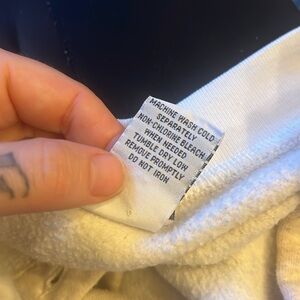 MACHINE WASH COLD
SEPARATELY
NON-CHLORINE BLEACH
WHEN NEEDED
TUMBLE DRY LOW
REMOVE PROMPTLY
DO NOT IRON